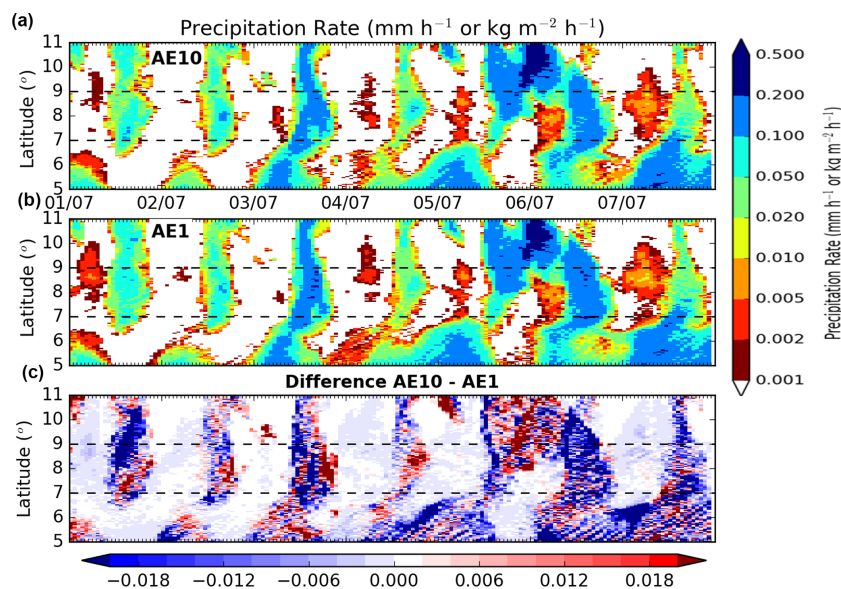 (a)
Precipitation Rate (mm h⁻¹ or kg m⁻² h⁻¹)
AE10
11
10
9
8
7
6
5
Latitude (°)
01/07 02/07 03/07 04/07 05/07 06/07 07/07
(b)
AE1
11
10
9
8
7
6
5
Latitude (°)
(c)
Difference AE10 - AE1
11
10
9
8
7
6
5
Latitude (°)
−0.018 −0.012 −0.006 0.000 0.006 0.012 0.018
0.500
0.200
0.100
0.050
0.020
0.010
0.005
0.002
0.001
Precipitation Rate (mm h⁻¹ or kg m⁻² h⁻¹)